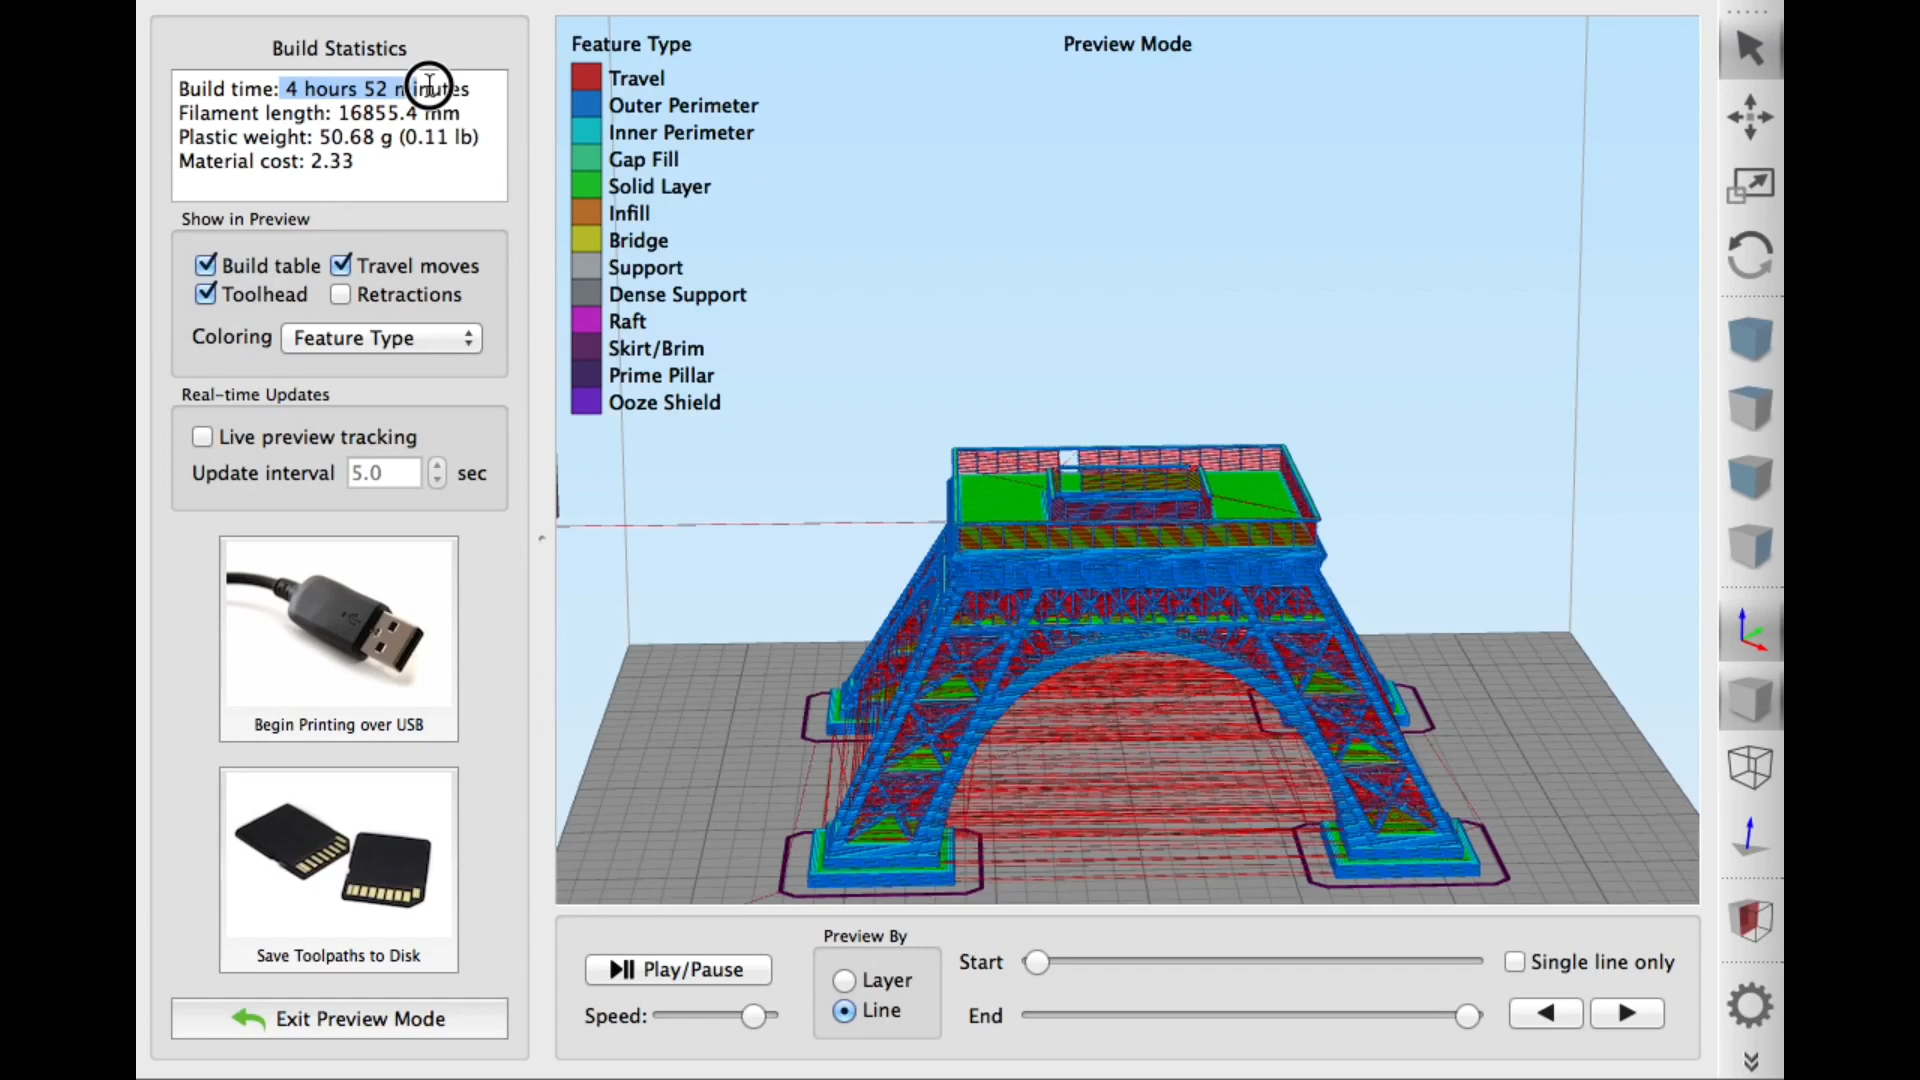 Build Statistics
Build time: 4 hours 52 minutes
Filament length: 16855.4 mm
Plastic weight: 50.68 g (0.11 lb)
Material cost: 2.33
Show in Preview
Build table
Travel moves
Toolhead
Retractions
Coloring
Feature Type
Real-time Updates
Live preview tracking
Update interval 5.0 sec
Begin Printing over USB
Save Toolpaths to Disk
Exit Preview Mode
Feature Type
Travel
Outer Perimeter
Inner Perimeter
Gap Fill
Solid Layer
Infill
Bridge
Support
Dense Support
Raft
Skirt/Brim
Prime Pillar
Ooze Shield
Preview Mode
Play/Pause
Speed:
Preview By
Layer
Line
Start
End
Single line only